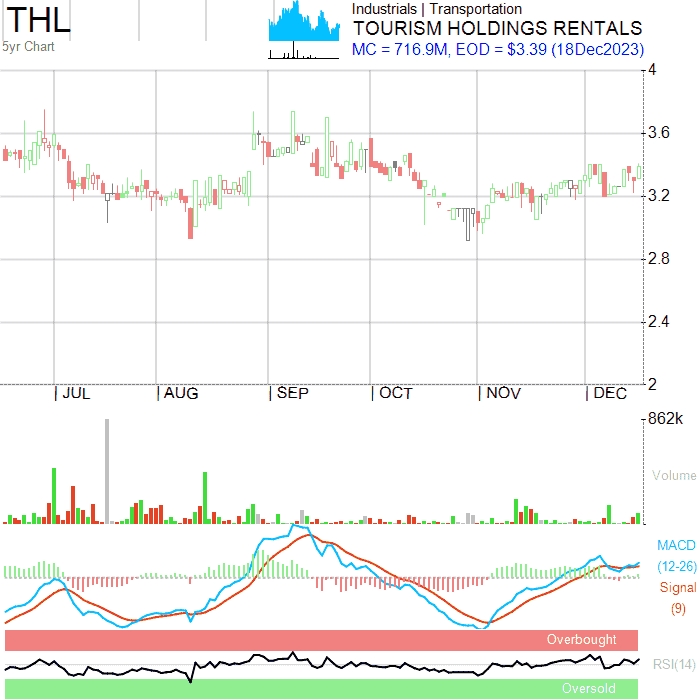 THL
5yr Chart
Industrials | Transportation
TOURISM HOLDINGS RENTALS
MC = 716.9M, EOD = $3.39 (18Dec2023)
4
3.6
3.2
2.8
2.4
2
| JUL | AUG | SEP | OCT | NOV | DEC
862k
Volume
MACD
(12-26)
Signal
(9)
Overbought
RSI(14)
Oversold